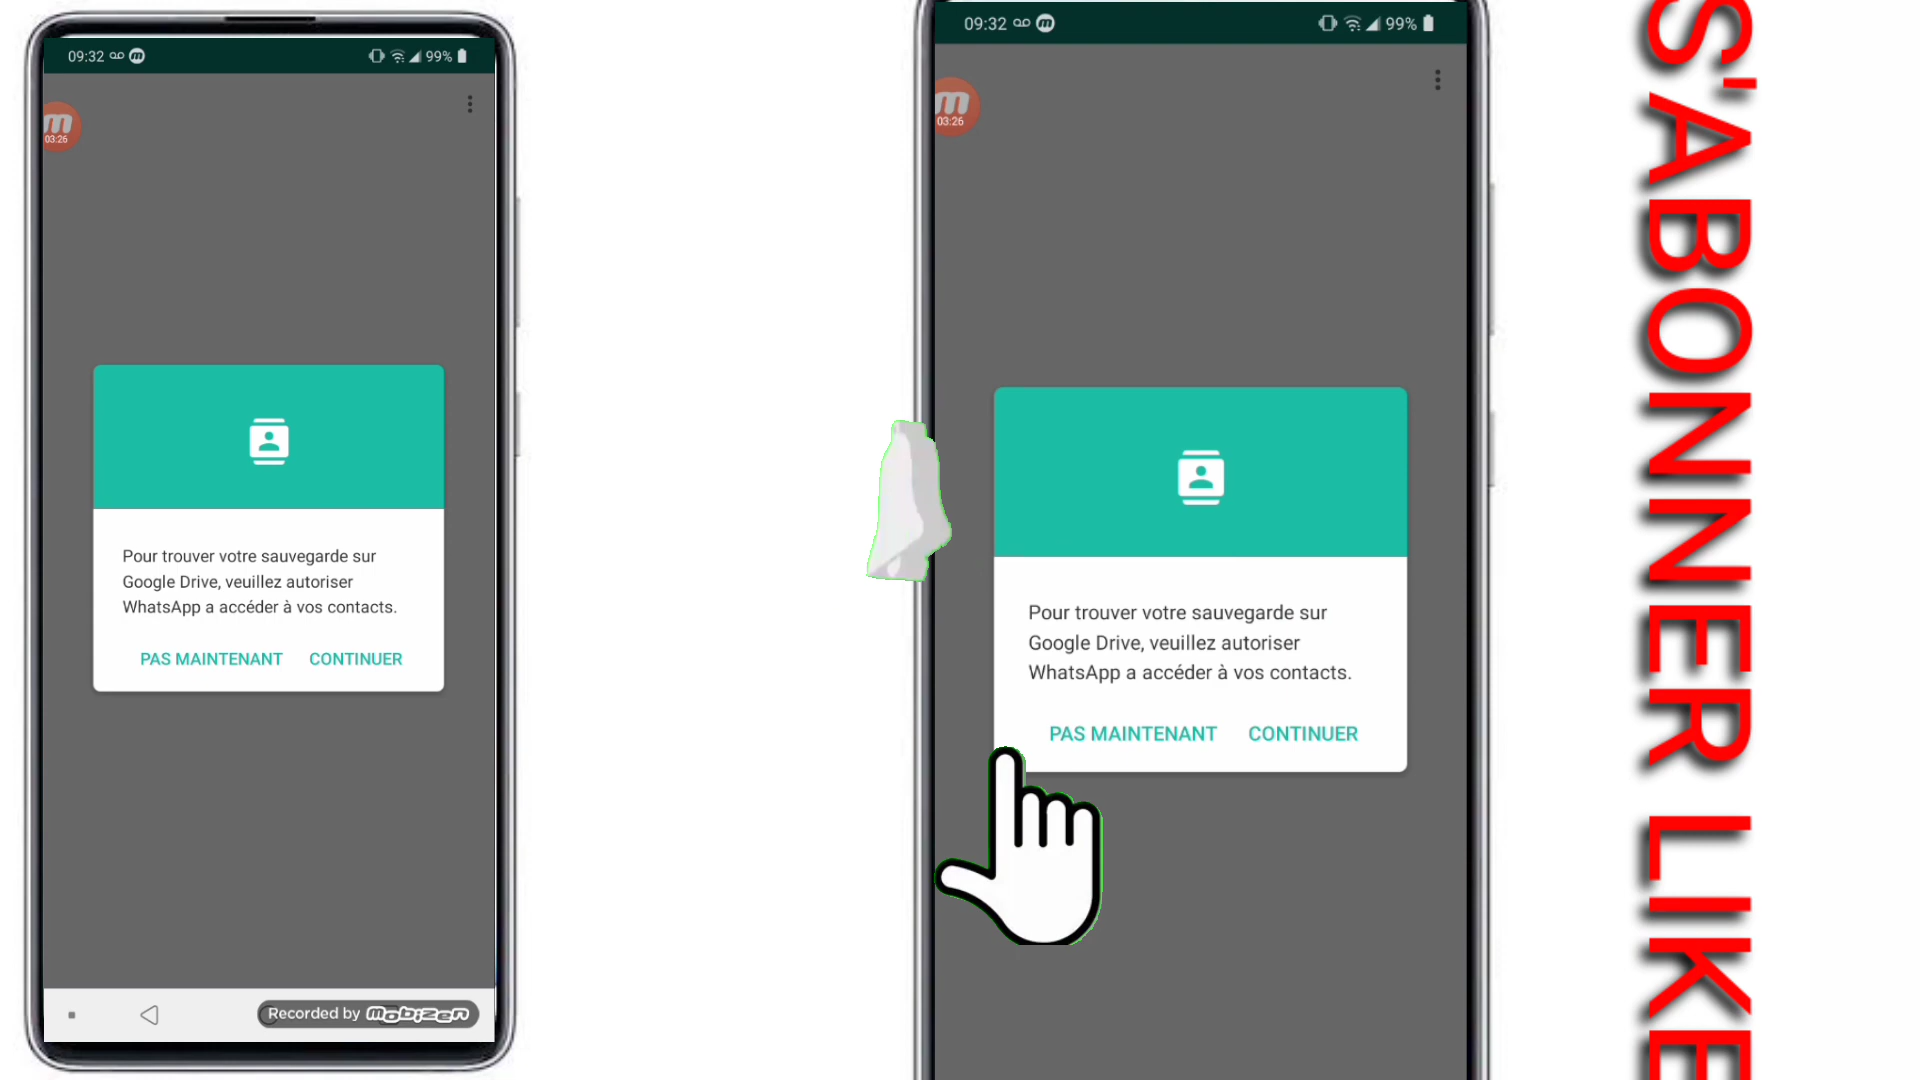 09:32
99%
03:26
Pour trouver votre sauvegarde sur
Google Drive, veuillez autoriser
WhatsApp a accéder à vos contacts.
PAS MAINTENANT CONTINUER
Recorded by Mobizen
09:32
99%
03:26
Pour trouver votre sauvegarde sur
Google Drive, veuillez autoriser
WhatsApp a accéder à vos contacts.
PAS MAINTENANT CONTINUER
S'ABONNER LIKE